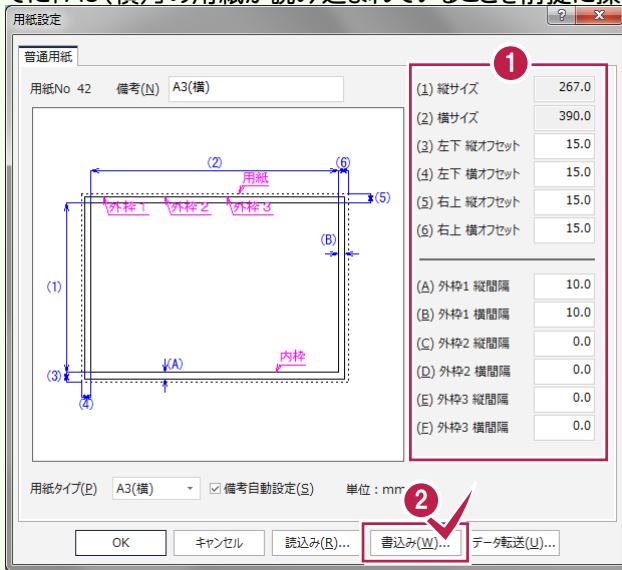 用紙設定
普通用紙
用紙No 42 備考(N) A3(横)
1
(1) 縦サイズ 267.0
(2) 横サイズ 390.0
(3) 左下 縦オフセット 15.0
(4) 左下 横オフセット 15.0
(5) 右上 縦オフセット 15.0
(6) 右上 横オフセット 15.0
(A) 外枠1 縦間隔 10.0
(B) 外枠1 横間隔 10.0
(C) 外枠2 縦間隔 0.0
(D) 外枠2 横間隔 0.0
(E) 外枠3 縦間隔 0.0
(F) 外枠3 横間隔 0.0
(2) (6)
用紙
(5)
外枠1 外枠2 外枠3
(B)
(1)
(A) 内枠
(3)
(4)
用紙タイプ(P) A3(横) 備考自動設定(S) 単位:mm
2
OK キャンセル 読込み(R)... 書込み(W)... データ転送(U)...